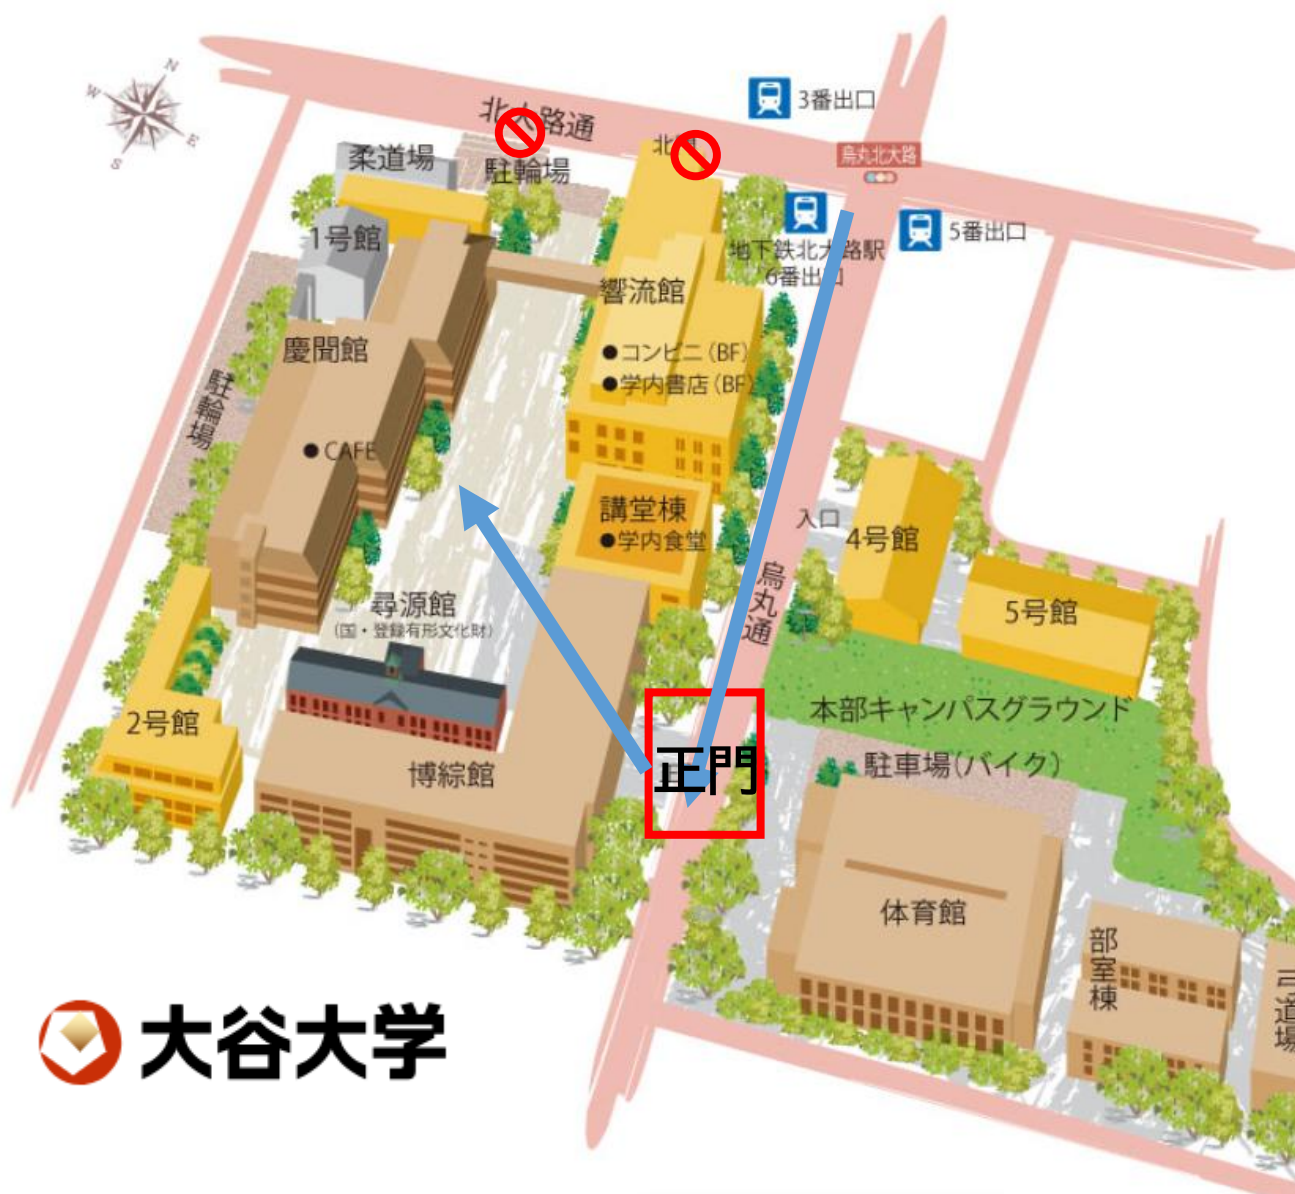 N
W
E
S
北大路通
3番出口
烏丸北大路
北門
柔道場
駐輪場
1号館
地下鉄北大路駅
6番出口
5番出口
響流館
●コンビニ(BF)
●学内書店(BF)
慶聞館
駐輪場
●CAFE
講堂棟
●学内食堂
入口
4号館
烏丸通
5号館
尋源館
(国・登録有形文化財)
本部キャンパスグラウンド
2号館
博綜館
正門
駐車場(バイク)
体育館
部室棟
弓道場
大谷大学